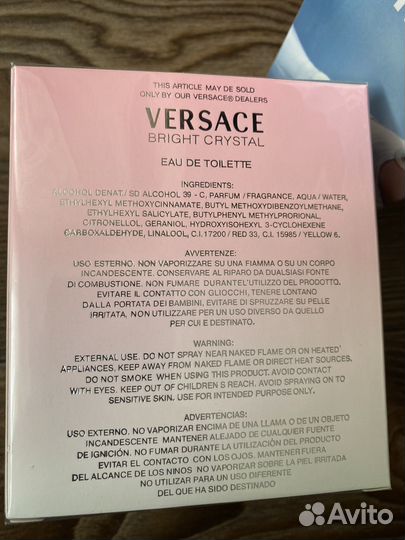 THIS ARTICLE MAY BE SOLD
ONLY BY OUR VERSACE® DEALERS
VERSACE
BRIGHT CRYSTAL
EAU DE TOILETTE
INGREDIENTS:
ALCOHOL DENAT./ SD ALCOHOL 39 - C, PARFUM / FRAGRANCE, AQUA / WATER,
ETHYLHEXYL METHOXYCINNAMATE, BUTYL METHOXYDIBENZOYLMETHANE,
ETHYLHEXYL SALICYLATE, BUTYLPHENYL METHYLPRORIONAL,
CITRONELLOL, GERANIOL, HYDROXYISOHEXYL 3-CYCLOHEXENE
CARBOXALDEHYDE, LINALOOL, C.I.17200 / RED 33, C.I. 15985 / YELLOW 6.
AVVERTENZE:
USO ESTERNO. NON VAPORIZZARE SU UNA FIAMMA O SU UN CORPO
INCANDESCENTE. CONSERVARE AL RIPARO DA DUALSIASI FONTE
DI COMBUSTIONE. NON FUMARE DURANTEL'UTILIZZO DEL PRODOTTO.
EVITARE IL CONTATTO CON GLIOCCHI, TENERE LONTANO
DALLA PORTATA DEI BAMBINI, EVITARE DI SPRUZZARE SU PELLE
IRRITATA, NON UTILIZZARE PER UN USO DIVERSO DA QUELLO
PER CUI E DESTINATO.
WARNING:
EXTERNAL USE. DO NOT SPRAY NEAR NAKED FLAME OR ON HEATED
APPLIANCES, KEEP AWAY FROM NAKED FLAME OR DIRECT HEAT SOURCES.
DO NOT SMOKE WHEN USING THIS PRODUCT. AVOID CONTACT
WITH EYES. KEEP OUT OF CHILDREN S REACH. AVOID SPRAYING ON TO
SENSITIVE SKIN. USE FOR INTENDED PURPOSE ONLY.
ADVERTENCIAS:
USO EXTERNO. NO VAPORIZAR ENCIMA DE UNA LLAMA O DE UN OBJETO
INCANDESCENTE MANTENER ALEJADO DE CUALQUIER FUENTE
DE IGNICIÓN. NO FUMAR DURANTE LA UTILIZACIÓN DEL PRODUCTO
EVITAR EL CONTACTO CON LOS OJOS. MANTENER FUERA
DEL ALCANCE DE LOS NINOS NO VAPORIZAR SOBRE LA PIEL IRRITADA
NO UTILIZAR PARA UN USO DIFERENTE
DEL QUE HA SIDO DESTINADO
Avito